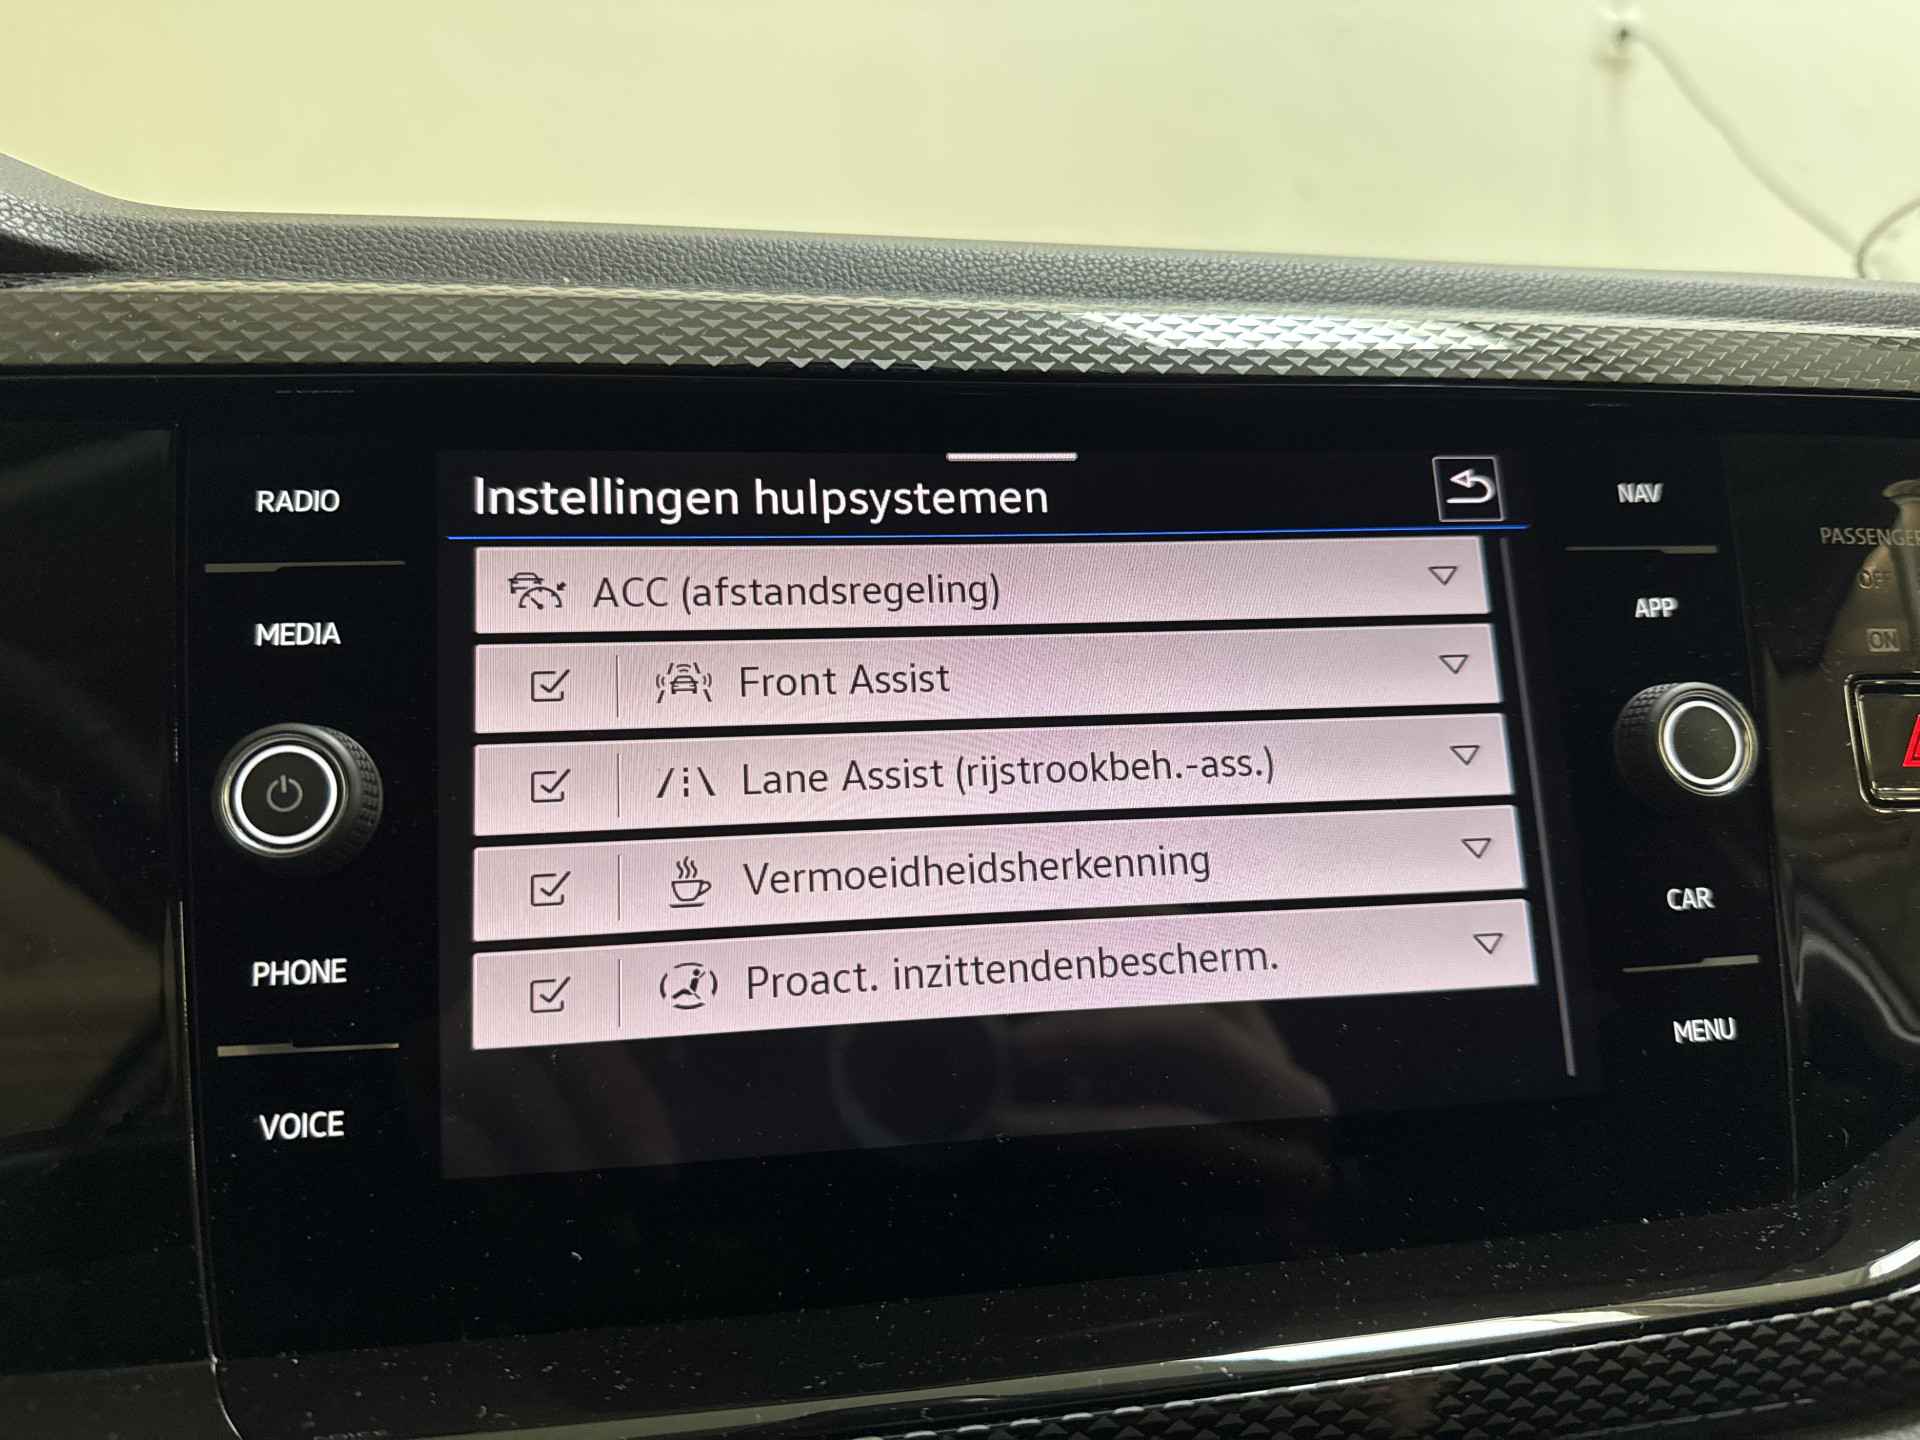 RADIO
MEDIA
PHONE
VOICE
Instellingen hulpsystemen
ACC (afstandsregeling)
Front Assist
Lane Assist (rijstrookbeh.-ass.)
Vermoeidheidsherkenning
Proact. inzittendenbescherm.
NAV
APP
CAR
MENU
PASSENGER
OFF
ON